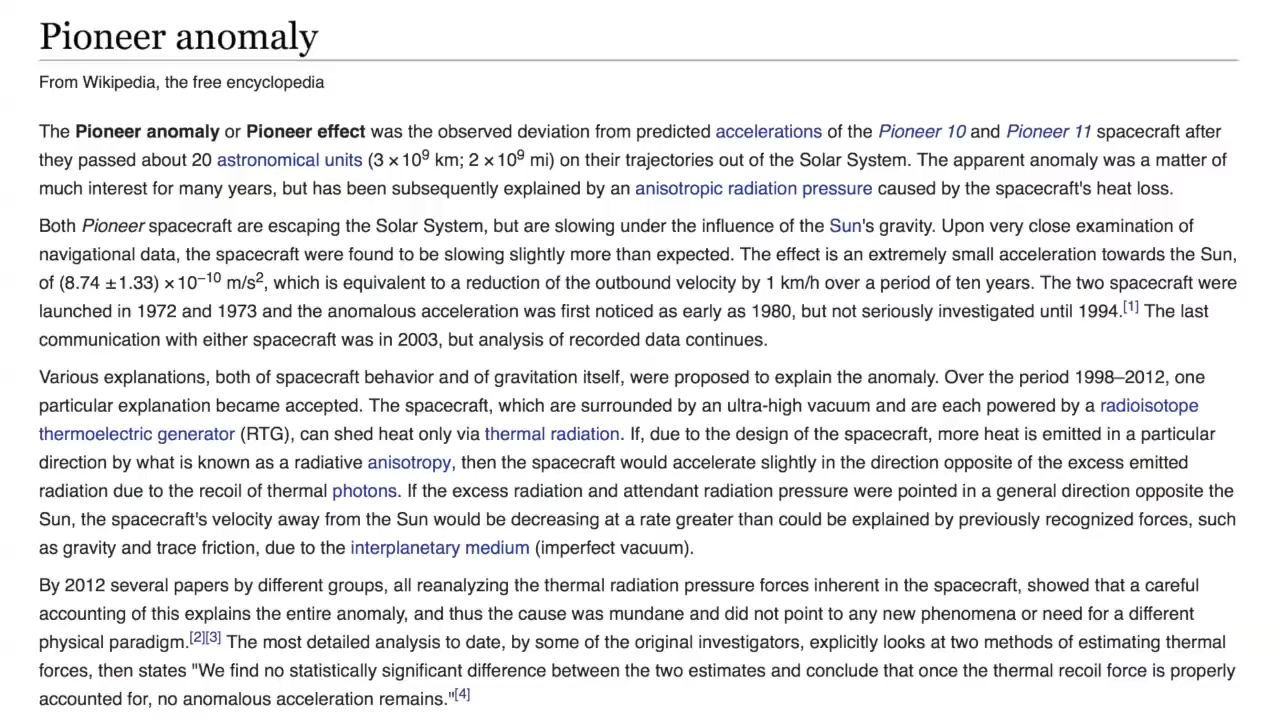 Pioneer anomaly
From Wikipedia, the free encyclopedia
The Pioneer anomaly or Pioneer effect was the observed deviation from predicted accelerations of the Pioneer 10 and Pioneer 11 spacecraft after
they passed about 20 astronomical units (3 × 10⁹ km; 2 × 10⁹ mi) on their trajectories out of the Solar System. The apparent anomaly was a matter of
much interest for many years, but has been subsequently explained by an anisotropic radiation pressure caused by the spacecraft's heat loss.
Both Pioneer spacecraft are escaping the Solar System, but are slowing under the influence of the Sun's gravity. Upon very close examination of
navigational data, the spacecraft were found to be slowing slightly more than expected. The effect is an extremely small acceleration towards the Sun,
of (8.74 ± 1.33) × 10⁻¹⁰ m/s², which is equivalent to a reduction of the outbound velocity by 1 km/h over a period of ten years. The two spacecraft were
launched in 1972 and 1973 and the anomalous acceleration was first noticed as early as 1980, but not seriously investigated until 1994.[1] The last
communication with either spacecraft was in 2003, but analysis of recorded data continues.
Various explanations, both of spacecraft behavior and of gravitation itself, were proposed to explain the anomaly. Over the period 1998–2012, one
particular explanation became accepted. The spacecraft, which are surrounded by an ultra-high vacuum and are each powered by a radioisotope
thermoelectric generator (RTG), can shed heat only via thermal radiation. If, due to the design of the spacecraft, more heat is emitted in a particular
direction by what is known as a radiative anisotropy, then the spacecraft would accelerate slightly in the direction opposite of the excess emitted
radiation due to the recoil of thermal photons. If the excess radiation and attendant radiation pressure were pointed in a general direction opposite the
Sun, the spacecraft's velocity away from the Sun would be decreasing at a rate greater than could be explained by previously recognized forces, such
as gravity and trace friction, due to the interplanetary medium (imperfect vacuum).
By 2012 several papers by different groups, all reanalyzing the thermal radiation pressure forces inherent in the spacecraft, showed that a careful
accounting of this explains the entire anomaly, and thus the cause was mundane and did not point to any new phenomena or need for a different
physical paradigm.[2][3] The most detailed analysis to date, by some of the original investigators, explicitly looks at two methods of estimating thermal
forces, then states "We find no statistically significant difference between the two estimates and conclude that once the thermal recoil force is properly
accounted for, no anomalous acceleration remains."[4]